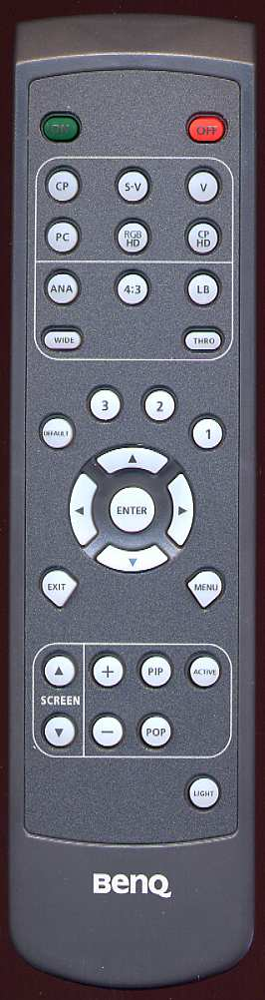 ON OFF
CP S-V V
PC RGB HD CP HD
ANA 4:3 LB
WIDE THRO
3 2
DEFAULT 1
ENTER
EXIT MENU
+ PIP ACTIVE
SCREEN
− POP
LIGHT
BenQ